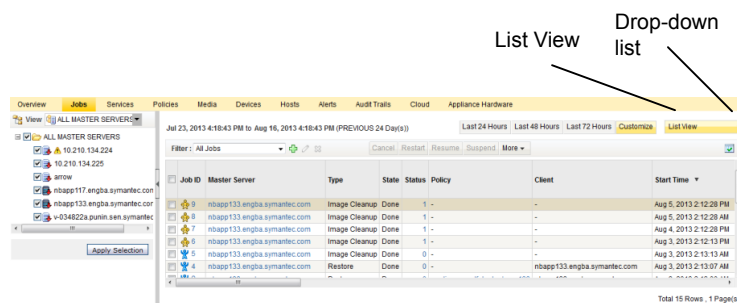 List View
Drop-down
list
Overview Jobs Services Policies Media Devices Hosts Alerts Audit Trails Cloud Appliance Hardware
View ALL MASTER SERVERS
ALL MASTER SERVERS
10.210.134.224
10.210.134.225
arrow
nbapp117.engba.symantec.con
nbapp133.engba.symantec.con
v-034822a.punin.sen.symantec
Apply Selection
Jul 23, 2013 4:18:43 PM to Aug 16, 2013 4:18:43 PM (PREVIOUS 24 Day(s))
Last 24 Hours Last 48 Hours Last 72 Hours Customize List View
Filter : All Jobs Cancel Restart Resume Suspend More
Job ID Master Server Type State Status Policy Client Start Time
9 nbapp133.engba.symantec.com Image Cleanup Done 1 - - Aug 5, 2013 2:12:28 PM
8 nbapp133.engba.symantec.com Image Cleanup Done 1 - - Aug 5, 2013 2:12:28 AM
7 nbapp133.engba.symantec.com Image Cleanup Done 1 - - Aug 4, 2013 2:12:28 PM
6 nbapp133.engba.symantec.com Image Cleanup Done 1 - - Aug 3, 2013 2:12:13 PM
5 nbapp133.engba.symantec.com Image Cleanup Done 0 - - Aug 3, 2013 2:13:13 AM
4 nbapp133.engba.symantec.com Restore Done 0 - nbapp133.engba.symantec.com Aug 3, 2013 2:13:07 AM
Total 15 Rows , 1 Page(s